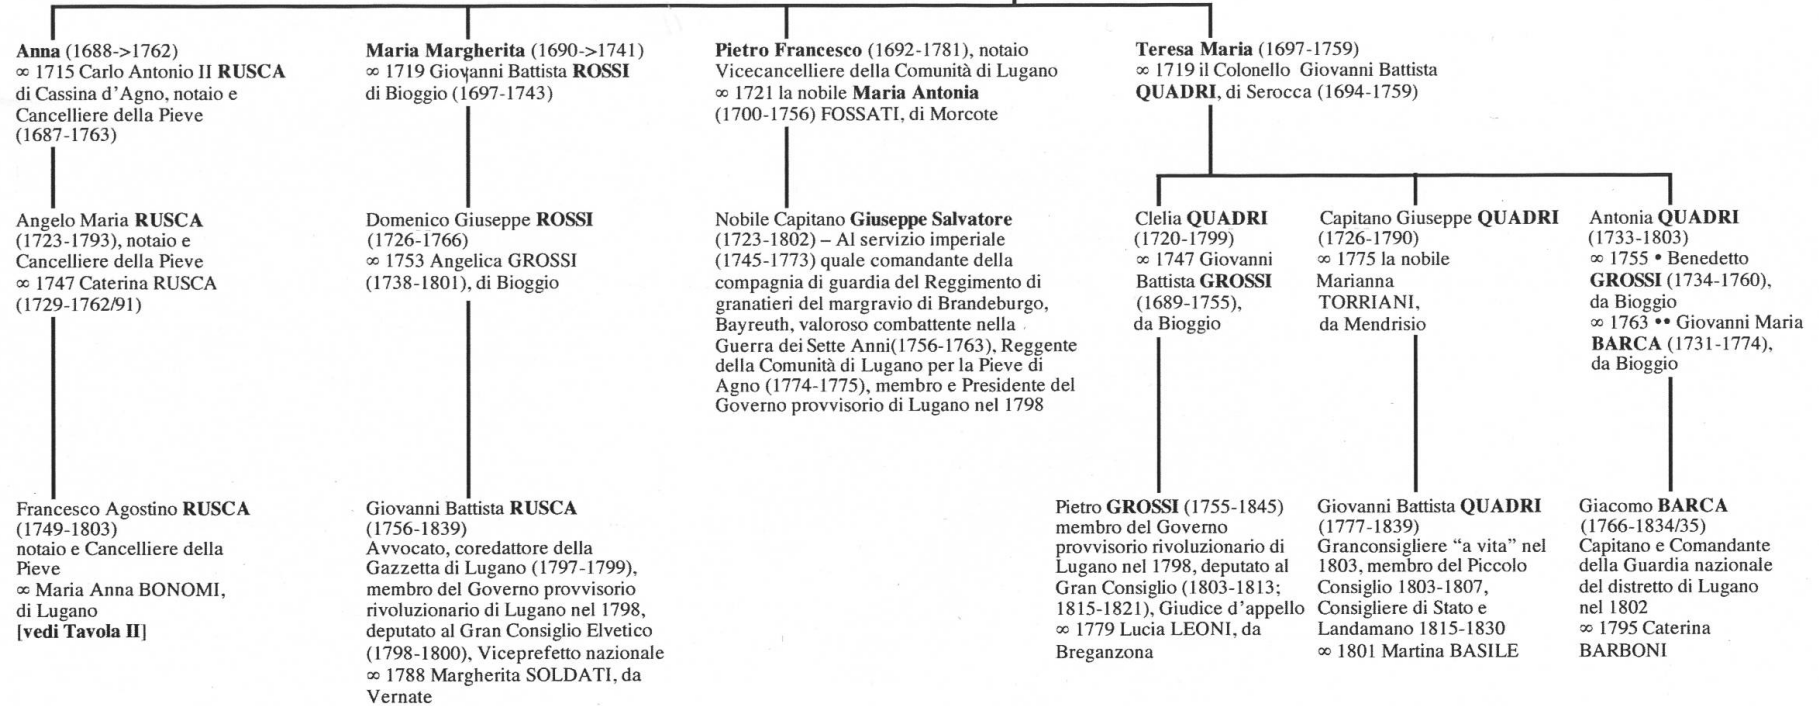 Anna (1688->1762)
∞ 1715 Carlo Antonio II RUSCA
di Cassina d'Agno, notaio e
Cancelliere della Pieve
(1687-1763)
Maria Margherita (1690->1741)
∞ 1719 Giovanni Battista ROSSI
di Bioggio (1697-1743)
Pietro Francesco (1692-1781), notaio
Vicecancelliere della Comunità di Lugano
∞ 1721 la nobile Maria Antonia
(1700-1756) FOSSATI, di Morcote
Teresa Maria (1697-1759)
∞ 1719 il Colonello Giovanni Battista
QUADRI, di Serocca (1694-1759)
Angelo Maria RUSCA
(1723-1793), notaio e
Cancelliere della Pieve
∞ 1747 Caterina RUSCA
(1729-1762/91)
Domenico Giuseppe ROSSI
(1726-1766)
∞ 1753 Angelica GROSSI
(1738-1801), di Bioggio
Nobile Capitano Giuseppe Salvatore
(1723-1802) – Al servizio imperiale
(1745-1773) quale comandante della
compagnia di guardia del Reggimento di
granatieri del margravio di Brandeburgo,
Bayreuth, valoroso combattente nella
Guerra dei Sette Anni(1756-1763), Reggente
della Comunità di Lugano per la Pieve di
Agno (1774-1775), membro e Presidente del
Governo provvisorio di Lugano nel 1798
Clelia QUADRI
(1720-1799)
∞ 1747 Giovanni
Battista GROSSI
(1689-1755),
da Bioggio
Capitano Giuseppe QUADRI
(1726-1790)
∞ 1775 la nobile
Marianna
TORRIANI,
da Mendrisio
Antonia QUADRI
(1733-1803)
∞ 1755 • Benedetto
GROSSI (1734-1760),
da Bioggio
∞ 1763 •• Giovanni Maria
BARCA (1731-1774),
da Bioggio
Francesco Agostino RUSCA
(1749-1803)
notaio e Cancelliere della
Pieve
∞ Maria Anna BONOMI,
di Lugano
[vedi Tavola II]
Giovanni Battista RUSCA
(1756-1839)
Avvocato, coredattore della
Gazzetta di Lugano (1797-1799),
membro del Governo provvisorio
rivoluzionario di Lugano nel 1798,
deputato al Gran Consiglio Elvetico
(1798-1800), Viceprefetto nazionale
∞ 1788 Margherita SOLDATI, da
Vernate
Pietro GROSSI (1755-1845)
membro del Governo
provvisorio rivoluzionario di
Lugano nel 1798, deputato al
Gran Consiglio (1803-1813;
1815-1821), Giudice d'appello
∞ 1779 Lucia LEONI, da
Breganzona
Giovanni Battista QUADRI
(1777-1839)
Granconsigliere “a vita” nel
1803, membro del Piccolo
Consiglio 1803-1807,
Consigliere di Stato e
Landamano 1815-1830
∞ 1801 Martina BASILE
Giacomo BARCA
(1766-1834/35)
Capitano e Comandante
della Guardia nazionale
del distretto di Lugano
nel 1802
∞ 1795 Caterina
BARBONI